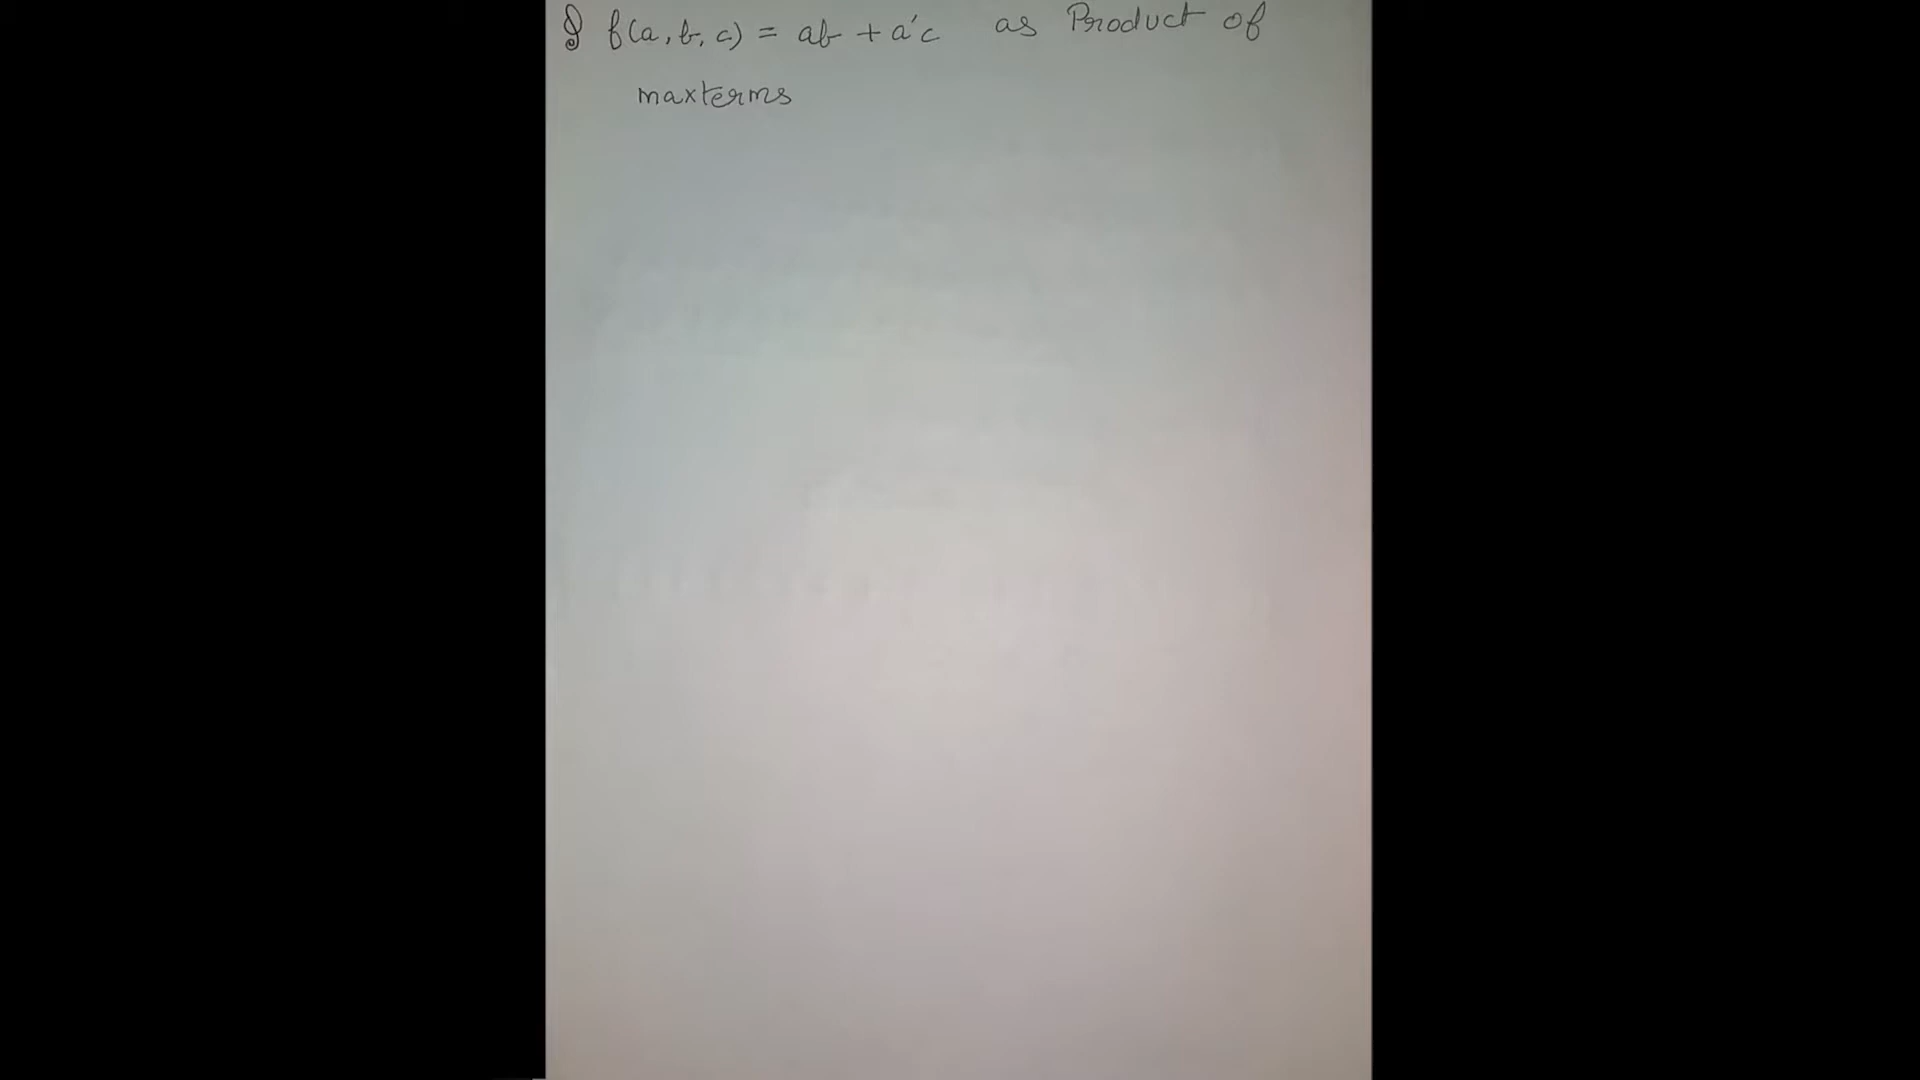 f(a, b, c) = ab + a'c as Product of
maxterms